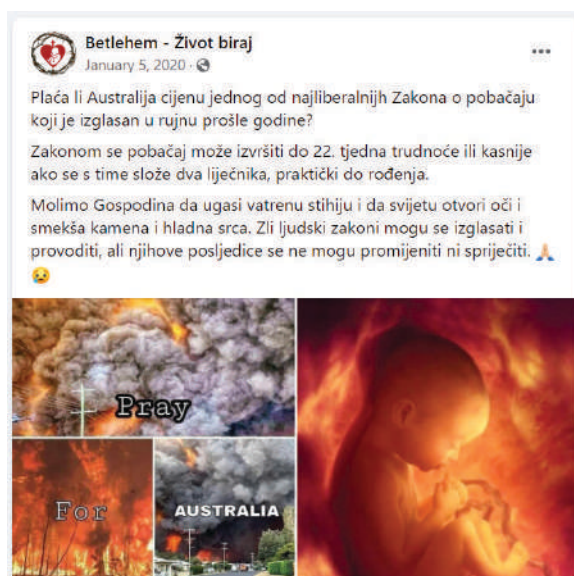 Betlehem - Život biraj
January 5, 2020 ·
Plaća li Australija cijenu jednog od najliberalnijih Zakona o pobačaju
koji je izglasan u rujnu prošle godine?
Zakonom se pobačaj može izvršiti do 22. tjedna trudnoće ili kasnije
ako se s time slože dva liječnika, praktički do rođenja.
Molimo Gospodina da ugasi vatrenu stihiju i da svijetu otvori oči i
smekša kamena i hladna srca. Zli ljudski zakoni mogu se izglasati i
provoditi, ali njihove posljedice se ne mogu promijeniti ni spriječiti. 🙏🏻
😢
Pray
For
AUSTRALIA